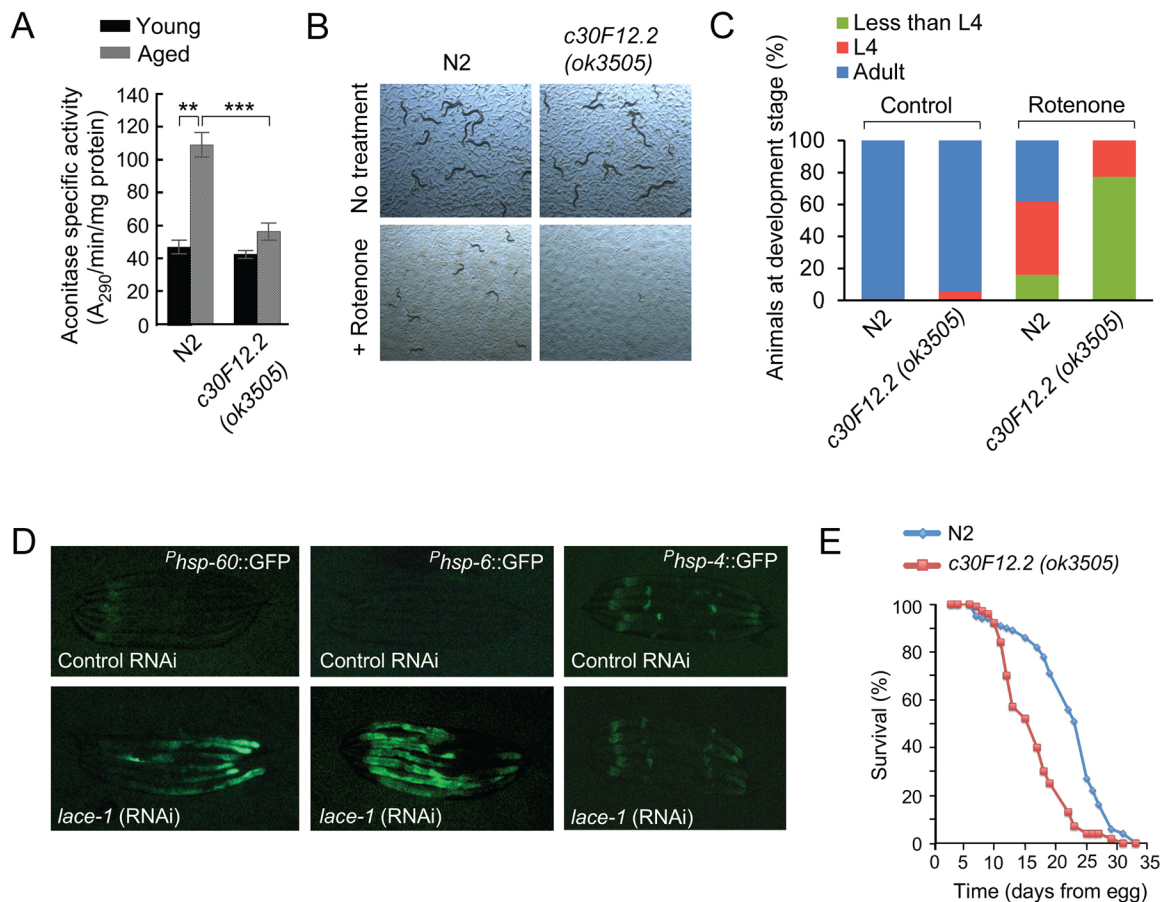 A
Young
Aged
Aconitase specific activity
(A290/min/mg protein)
140
120
100
80
60
40
20
0
**
***
N2
c30F12.2
(ok3505)
B
N2
c30F12.2
(ok3505)
No treatment
+ Rotenone
C
Less than L4
L4
Adult
Control
Rotenone
Animals at development stage (%)
100
80
60
40
20
0
N2
c30F12.2 (ok3505)
N2
c30F12.2 (ok3505)
D
Phsp-60::GFP
Control RNAi
Phsp-6::GFP
Control RNAi
Phsp-4::GFP
Control RNAi
lace-1 (RNAi)
lace-1 (RNAi)
lace-1 (RNAi)
E
N2
c30F12.2 (ok3505)
Survival (%)
100
80
60
40
20
0
0
5
10
15
20
25
30
35
Time (days from egg)